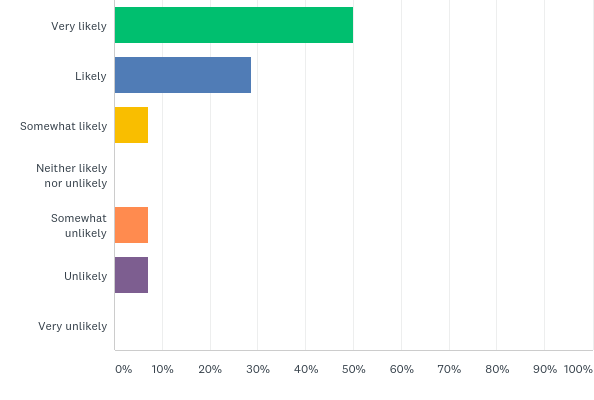 Very likely
Likely
Somewhat likely
Neither likely
nor unlikely
Somewhat
unlikely
Unlikely
Very unlikely
0% 10% 20% 30% 40% 50% 60% 70% 80% 90% 100%